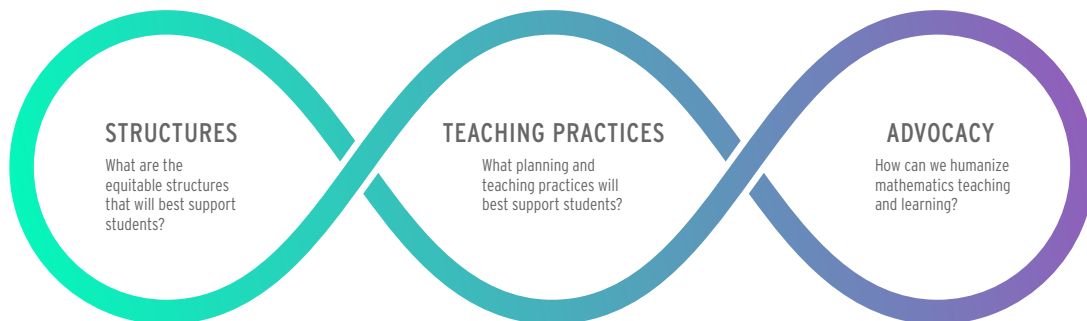 STRUCTURES
What are the
equitable structures
that will best support
students?
TEACHING PRACTICES
What planning and
teaching practices will
best support students?
ADVOCACY
How can we humanize
mathematics teaching
and learning?